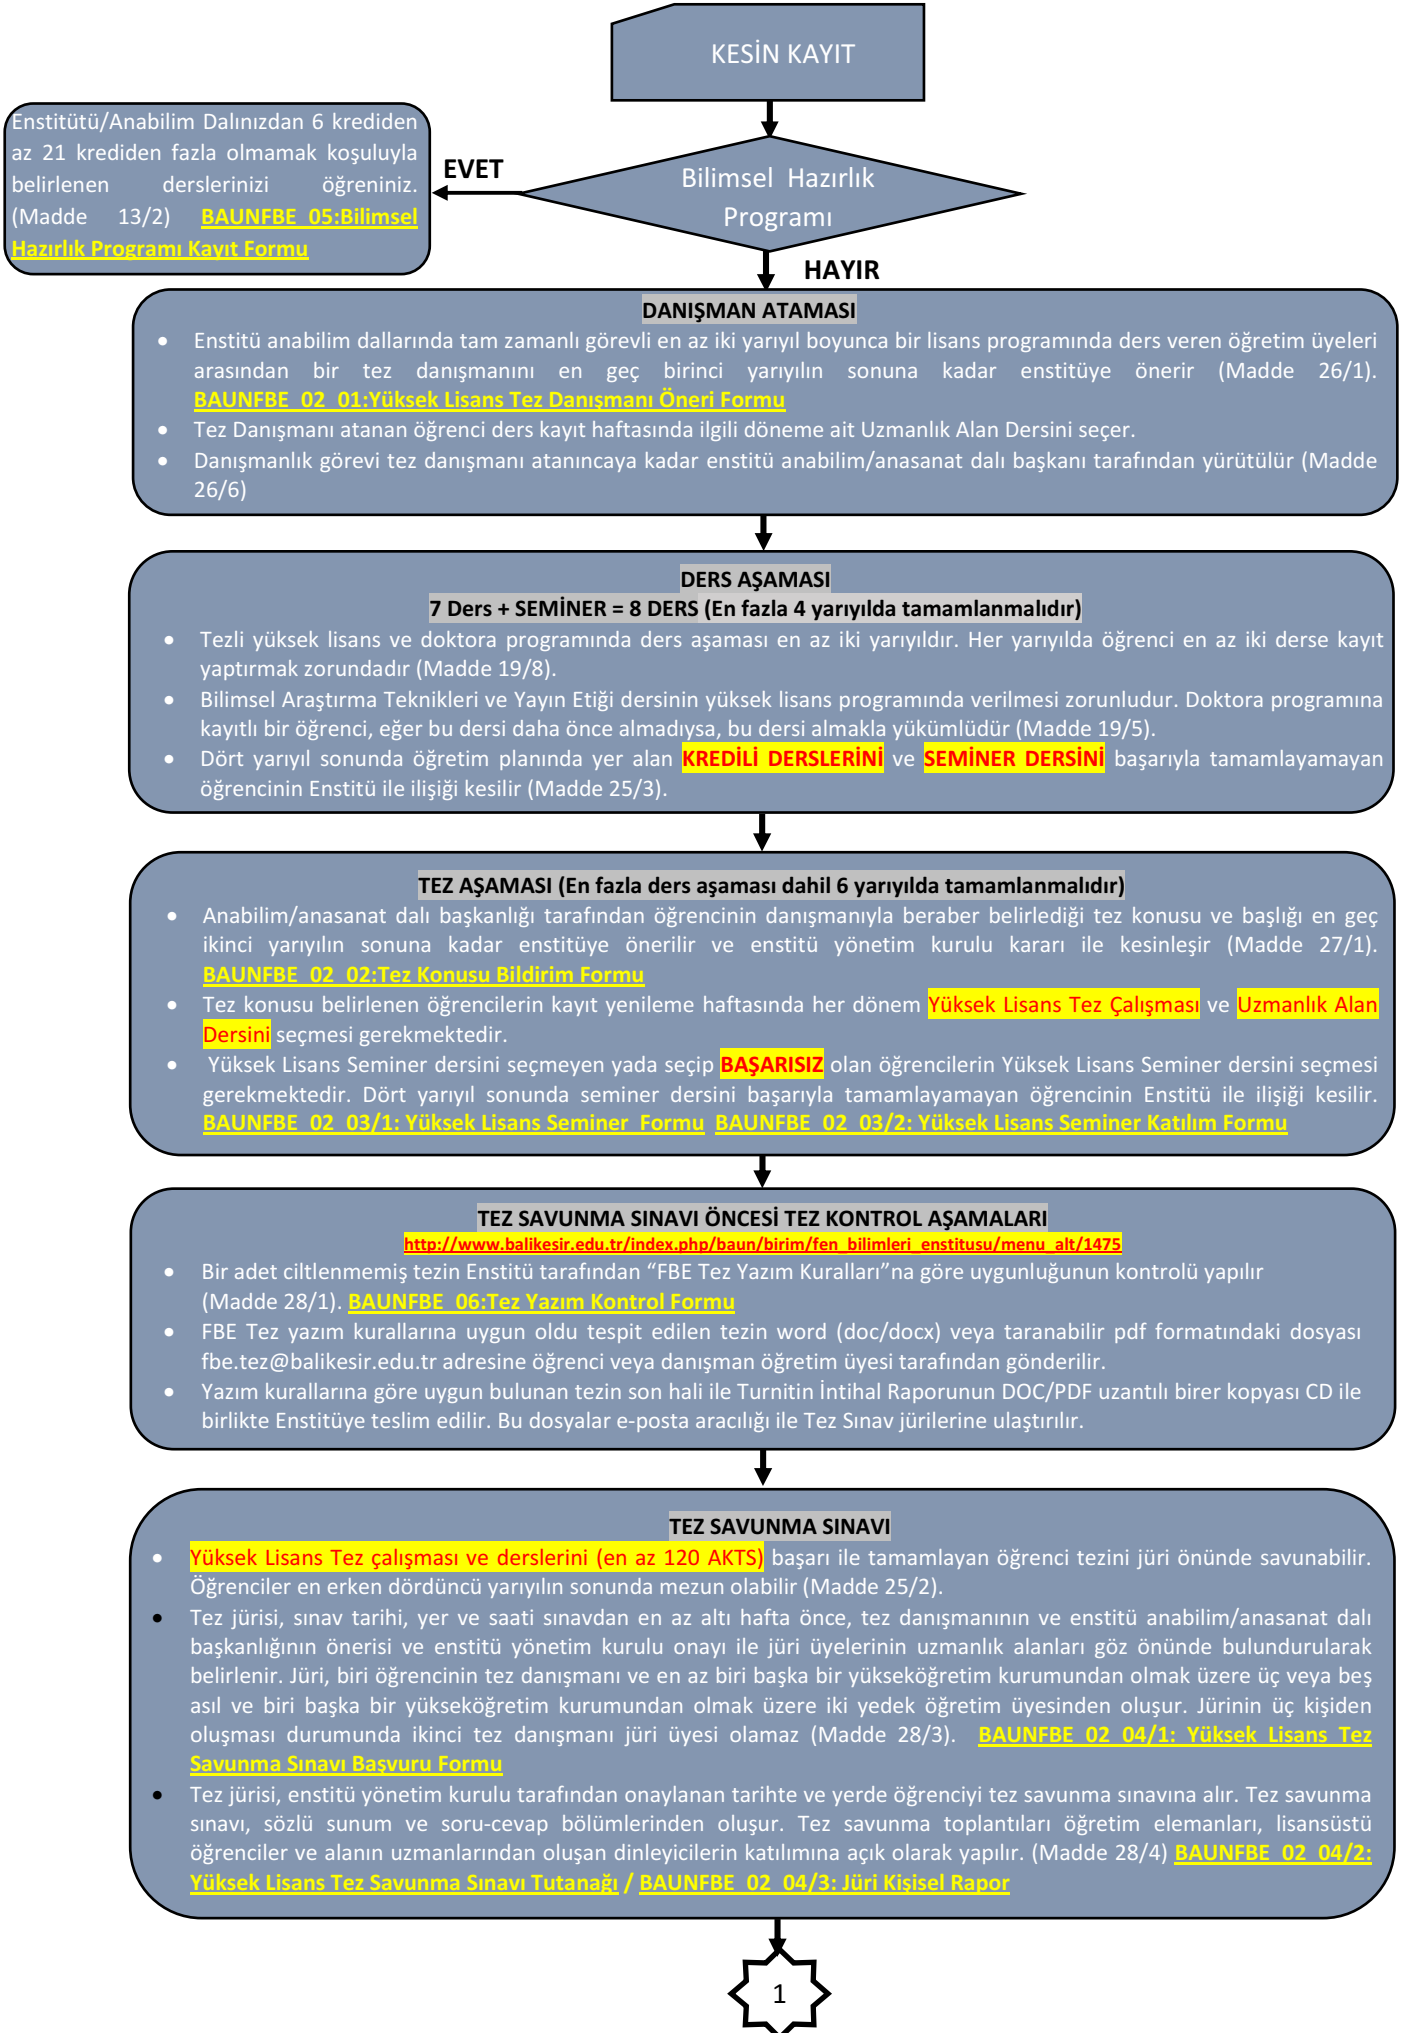 KESİN KAYIT
Enstitütü/Anabilim Dalınızdan 6 krediden
az 21 krediden fazla olmamak koşuluyla
belirlenen derslerinizi öğreniniz.
(Madde 13/2) BAUNFBE_05:Bilimsel
Hazırlık Programı Kayıt Formu
EVET
Bilimsel Hazırlık
Programı
HAYIR
DANIŞMAN ATAMASI
• Enstitü anabilim dallarında tam zamanlı görevli en az iki yarıyıl boyunca bir lisans programında ders veren öğretim üyeleri
arasından bir tez danışmanını en geç birinci yarıyılın sonuna kadar enstitüye önerir (Madde 26/1).
BAUNFBE_02_01:Yüksek Lisans Tez Danışmanı Öneri Formu
• Tez Danışmanı atanan öğrenci ders kayıt haftasında ilgili döneme ait Uzmanlık Alan Dersini seçer.
• Danışmanlık görevi tez danışmanı atanıncaya kadar enstitü anabilim/anasanat dalı başkanı tarafından yürütülür (Madde
26/6)
DERS AŞAMASI
7 Ders + SEMİNER = 8 DERS (En fazla 4 yarıyılda tamamlanmalıdır)
• Tezli yüksek lisans ve doktora programında ders aşaması en az iki yarıyıldır. Her yarıyılda öğrenci en az iki derse kayıt
yaptırmak zorundadır (Madde 19/8).
• Bilimsel Araştırma Teknikleri ve Yayın Etiği dersinin yüksek lisans programında verilmesi zorunludur. Doktora programına
kayıtlı bir öğrenci, eğer bu dersi daha önce almadıysa, bu dersi almakla yükümlüdür (Madde 19/5).
• Dört yarıyıl sonunda öğretim planında yer alan KREDİLİ DERSLERİNİ ve SEMİNER DERSİNİ başarıyla tamamlayamayan
öğrencinin Enstitü ile ilişiği kesilir (Madde 25/3).
TEZ AŞAMASI (En fazla ders aşaması dahil 6 yarıyılda tamamlanmalıdır)
• Anabilim/anasanat dalı başkanlığı tarafından öğrencinin danışmanıyla beraber belirlediği tez konusu ve başlığı en geç
ikinci yarıyılın sonuna kadar enstitüye önerilir ve enstitü yönetim kurulu kararı ile kesinleşir (Madde 27/1).
BAUNFBE_02_02:Tez Konusu Bildirim Formu
• Tez konusu belirlenen öğrencilerin kayıt yenileme haftasında her dönem Yüksek Lisans Tez Çalışması ve Uzmanlık Alan
Dersini seçmesi gerekmektedir.
• Yüksek Lisans Seminer dersini seçmeyen yada seçip BAŞARISIZ olan öğrencilerin Yüksek Lisans Seminer dersini seçmesi
gerekmektedir. Dört yarıyıl sonunda seminer dersini başarıyla tamamlayamayan öğrencinin Enstitü ile ilişiği kesilir.
BAUNFBE_02_03/1: Yüksek Lisans Seminer Formu BAUNFBE_02_03/2: Yüksek Lisans Seminer Katılım Formu
TEZ SAVUNMA SINAVI ÖNCESİ TEZ KONTROL AŞAMALARI
http://www.balikesir.edu.tr/index.php/baun/birim/fen_bilimleri_enstitusu/menu_alt/1475
• Bir adet ciltlenmemiş tezin Enstitü tarafından “FBE Tez Yazım Kuralları”na göre uygunluğunun kontrolü yapılır
(Madde 28/1). BAUNFBE_06:Tez Yazım Kontrol Formu
• FBE Tez yazım kurallarına uygun oldu tespit edilen tezin word (doc/docx) veya taranabilir pdf formatındaki dosyası
fbe.tez@balikesir.edu.tr adresine öğrenci veya danışman öğretim üyesi tarafından gönderilir.
• Yazım kurallarına göre uygun bulunan tezin son hali ile Turnitin İntihal Raporunun DOC/PDF uzantılı birer kopyası CD ile
birlikte Enstitüye teslim edilir. Bu dosyalar e-posta aracılığı ile Tez Sınav jürilerine ulaştırılır.
TEZ SAVUNMA SINAVI
• Yüksek Lisans Tez çalışması ve derslerini (en az 120 AKTS) başarı ile tamamlayan öğrenci tezini jüri önünde savunabilir.
Öğrenciler en erken dördüncü yarıyılın sonunda mezun olabilir (Madde 25/2).
• Tez jürisi, sınav tarihi, yer ve saati sınavdan en az altı hafta önce, tez danışmanının ve enstitü anabilim/anasanat dalı
başkanlığının önerisi ve enstitü yönetim kurulu onayı ile jüri üyelerinin uzmanlık alanları göz önünde bulundurularak
belirlenir. Jüri, biri öğrencinin tez danışmanı ve en az biri başka bir yükseköğretim kurumundan olmak üzere üç veya beş
asıl ve biri başka bir yükseköğretim kurumundan olmak üzere iki yedek öğretim üyesinden oluşur. Jürinin üç kişiden
oluşması durumunda ikinci tez danışmanı jüri üyesi olamaz (Madde 28/3). BAUNFBE_02_04/1: Yüksek Lisans Tez
Savunma Sınavı Başvuru Formu
• Tez jürisi, enstitü yönetim kurulu tarafından onaylanan tarihte ve yerde öğrenciyi tez savunma sınavına alır. Tez savunma
sınavı, sözlü sunum ve soru-cevap bölümlerinden oluşur. Tez savunma toplantıları öğretim elemanları, lisansüstü
öğrenciler ve alanın uzmanlarından oluşan dinleyicilerin katılımına açık olarak yapılır. (Madde 28/4) BAUNFBE_02_04/2:
Yüksek Lisans Tez Savunma Sınavı Tutanağı / BAUNFBE_02_04/3: Jüri Kişisel Rapor
1